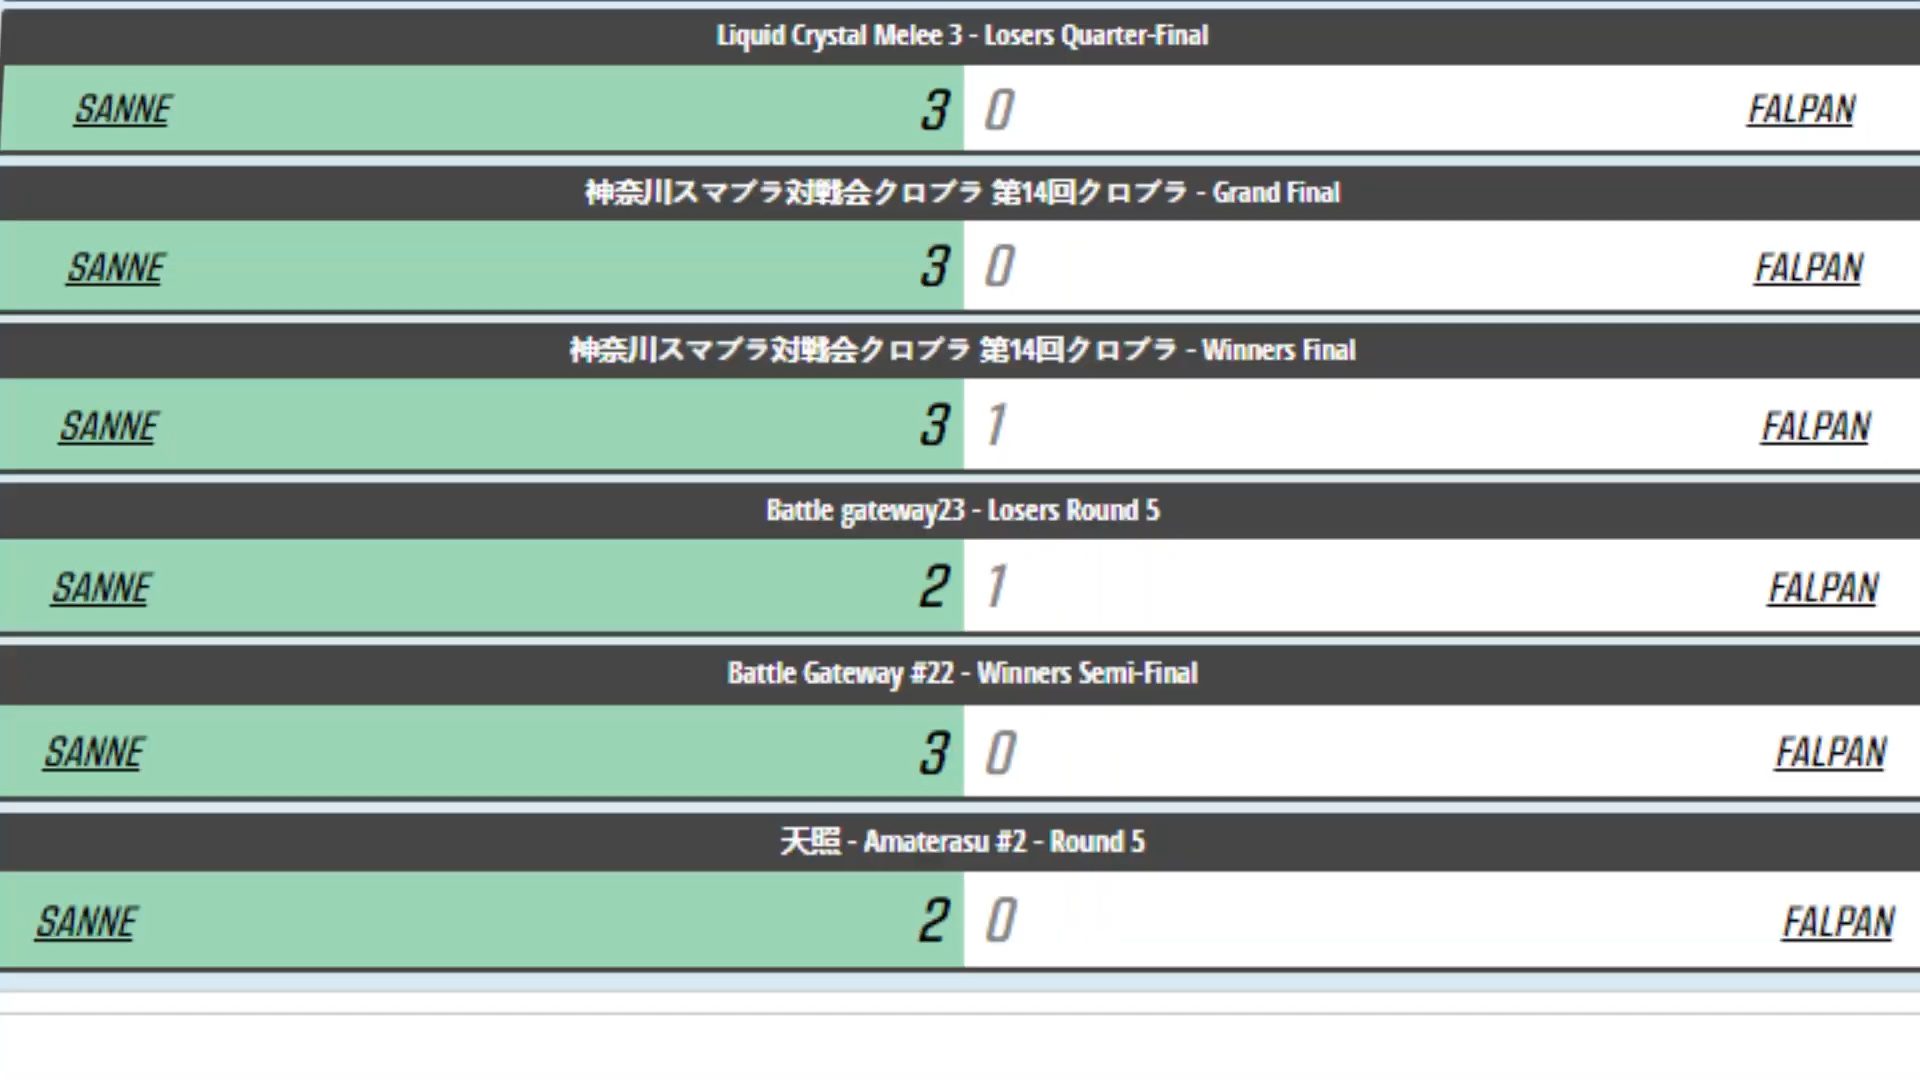 Liquid Crystal Melee 3 - Losers Quarter-Final
SANNE 3 0 FALPAN
神奈川スマブラ対戦会クロブラ 第14回クロブラ - Grand Final
SANNE 3 0 FALPAN
神奈川スマブラ対戦会クロブラ 第14回クロブラ - Winners Final
SANNE 3 1 FALPAN
Battle gateway23 - Losers Round 5
SANNE 2 1 FALPAN
Battle Gateway #22 - Winners Semi-Final
SANNE 3 0 FALPAN
天照 - Amaterasu #2 - Round 5
SANNE 2 0 FALPAN